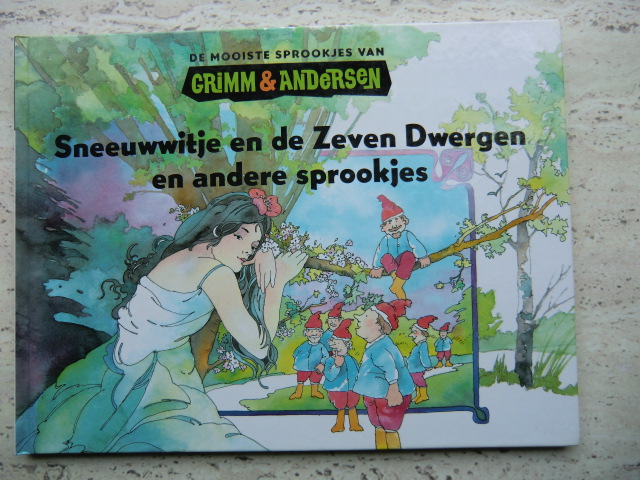 DE MOOISTE SPROOKJES VAN
GRIMM & ANDERSEN
Sneeuwwitje en de Zeven Dwergen
en andere sprookjes